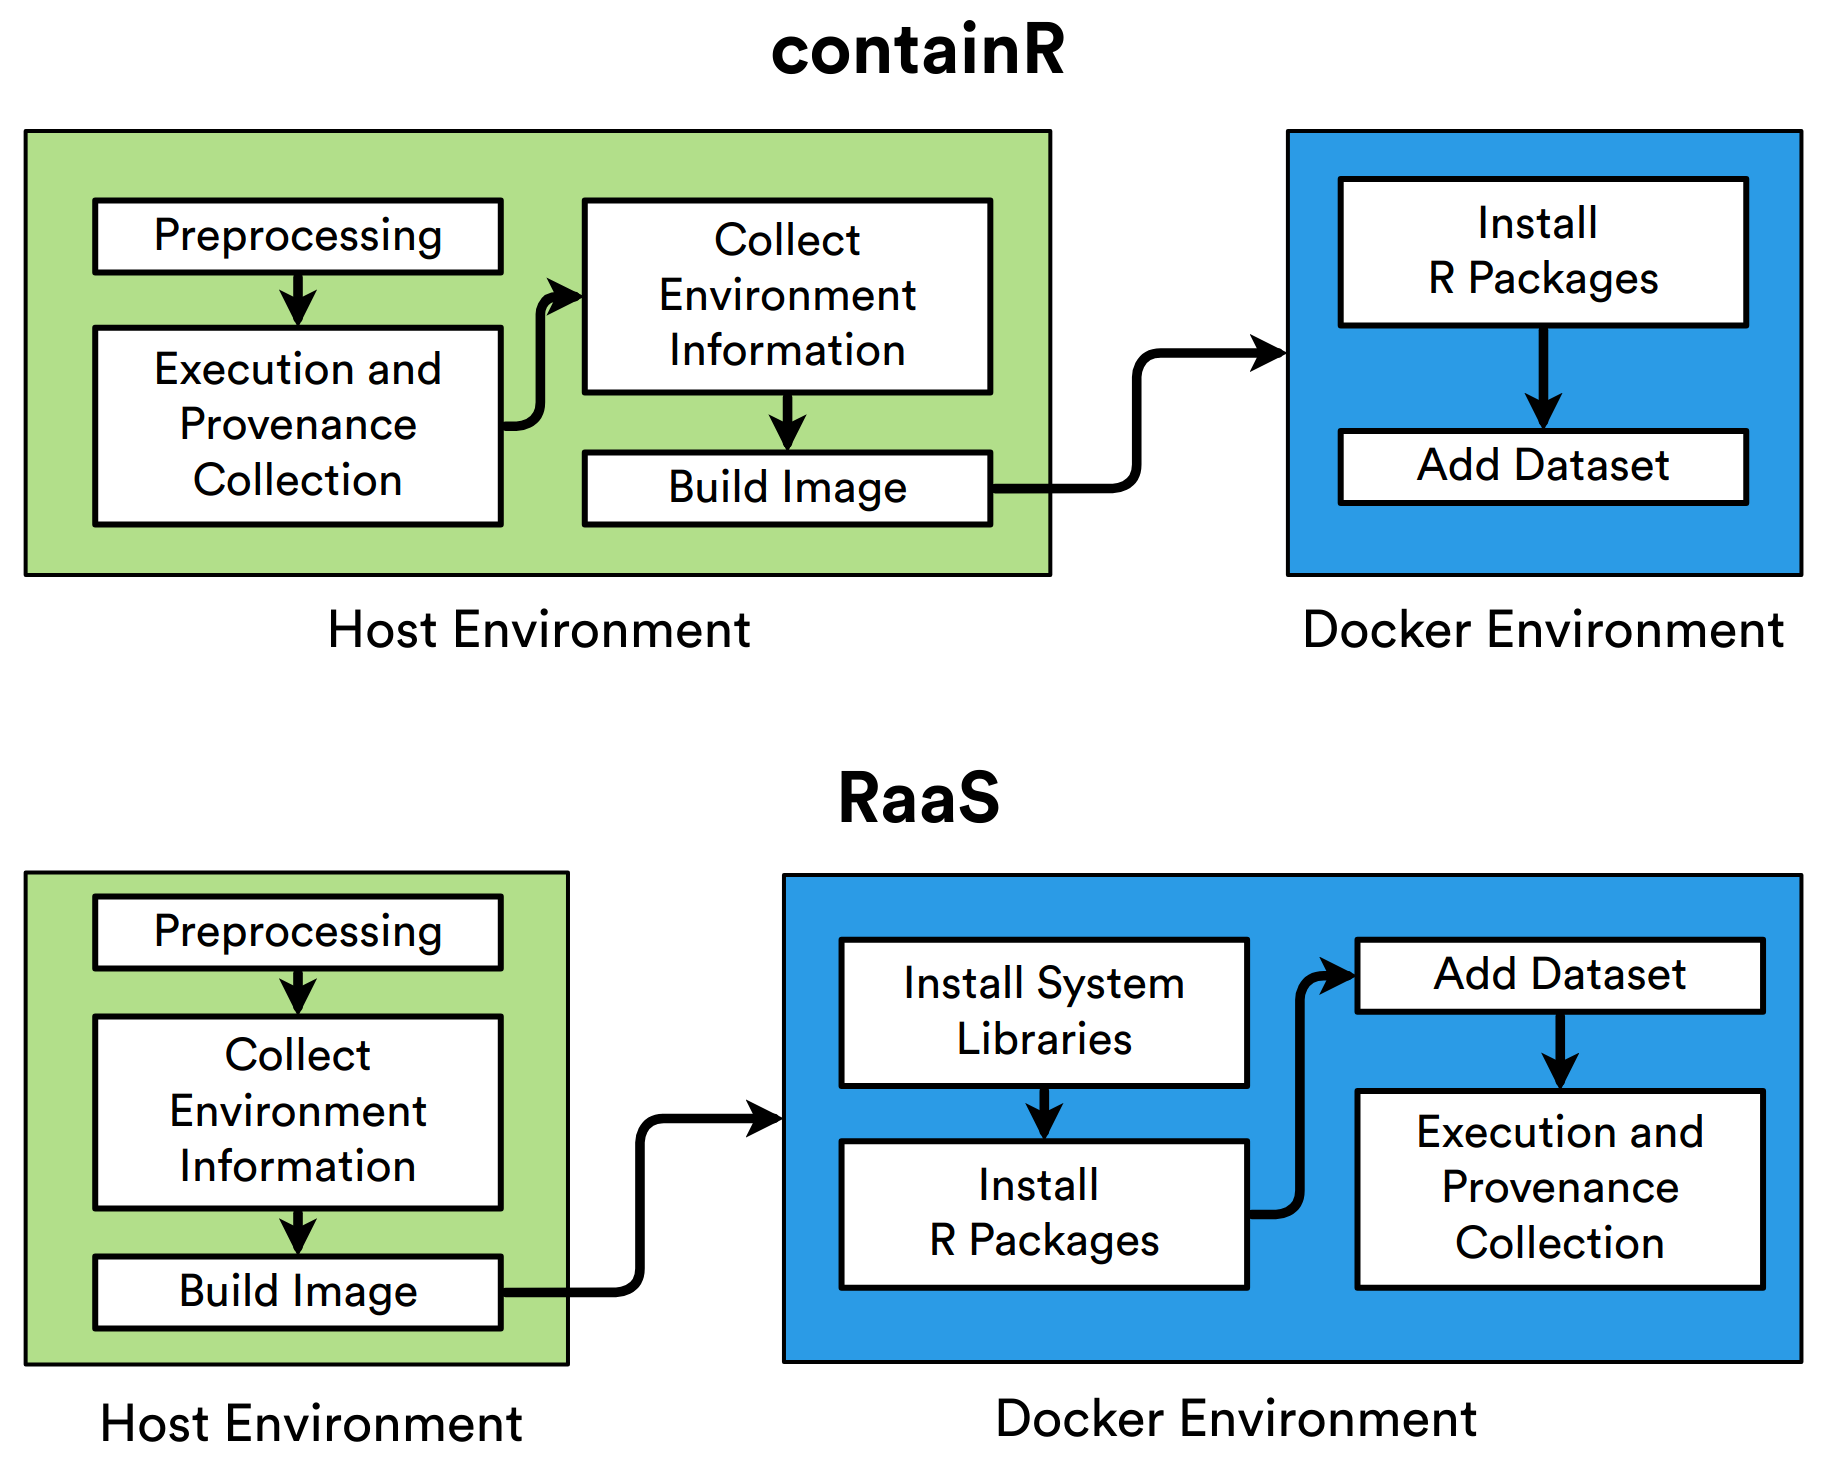 containR
Preprocessing
Execution and
Provenance
Collection
Collect
Environment
Information
Build Image
Host Environment
Install
R Packages
Add Dataset
Docker Environment
RaaS
Preprocessing
Collect
Environment
Information
Build Image
Host Environment
Install System
Libraries
Install
R Packages
Add Dataset
Execution and
Provenance
Collection
Docker Environment